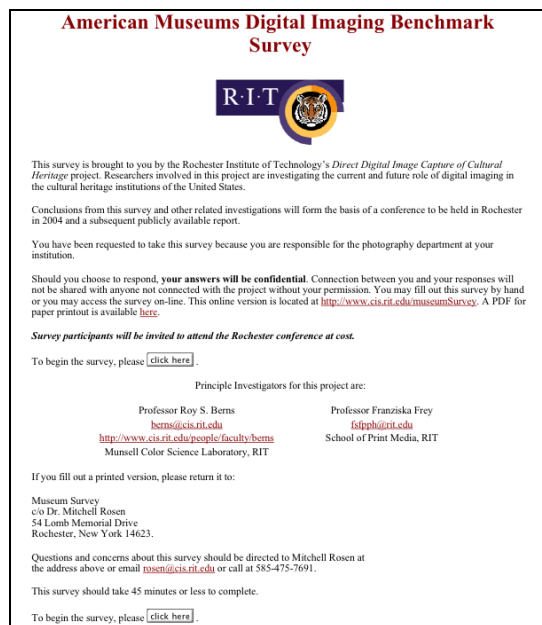 American Museums Digital Imaging Benchmark
Survey
R·I·T
This survey is brought to you by the Rochester Institute of Technology's Direct Digital Image Capture of Cultural
Heritage project. Researchers involved in this project are investigating the current and future role of digital imaging in
the cultural heritage institutions of the United States.
Conclusions from this survey and other related investigations will form the basis of a conference to be held in Rochester
in 2004 and a subsequent publicly available report.
You have been requested to take this survey because you are responsible for the photography department at your
institution.
Should you choose to respond, your answers will be confidential. Connection between you and your responses will
not be shared with anyone not connected with the project without your permission. You may fill out this survey by hand
or you may access the survey on-line. This online version is located at http://www.cis.rit.edu/museumSurvey. A PDF for
paper printout is available here.
Survey participants will be invited to attend the Rochester conference at cost.
To begin the survey, please click here .
Principle Investigators for this project are:
Professor Roy S. Berns Professor Franziska Frey
berns@cis.rit.edu fsfpph@rit.edu
http://www.cis.rit.edu/people/faculty/berns School of Print Media, RIT
Munsell Color Science Laboratory, RIT
If you fill out a printed version, please return it to:
Museum Survey
c/o Dr. Mitchell Rosen
54 Lomb Memorial Drive
Rochester, New York 14623.
Questions and concerns about this survey should be directed to Mitchell Rosen at
the address above or email rosen@cis.rit.edu or call at 585-475-7691.
This survey should take 45 minutes or less to complete.
To begin the survey, please click here .